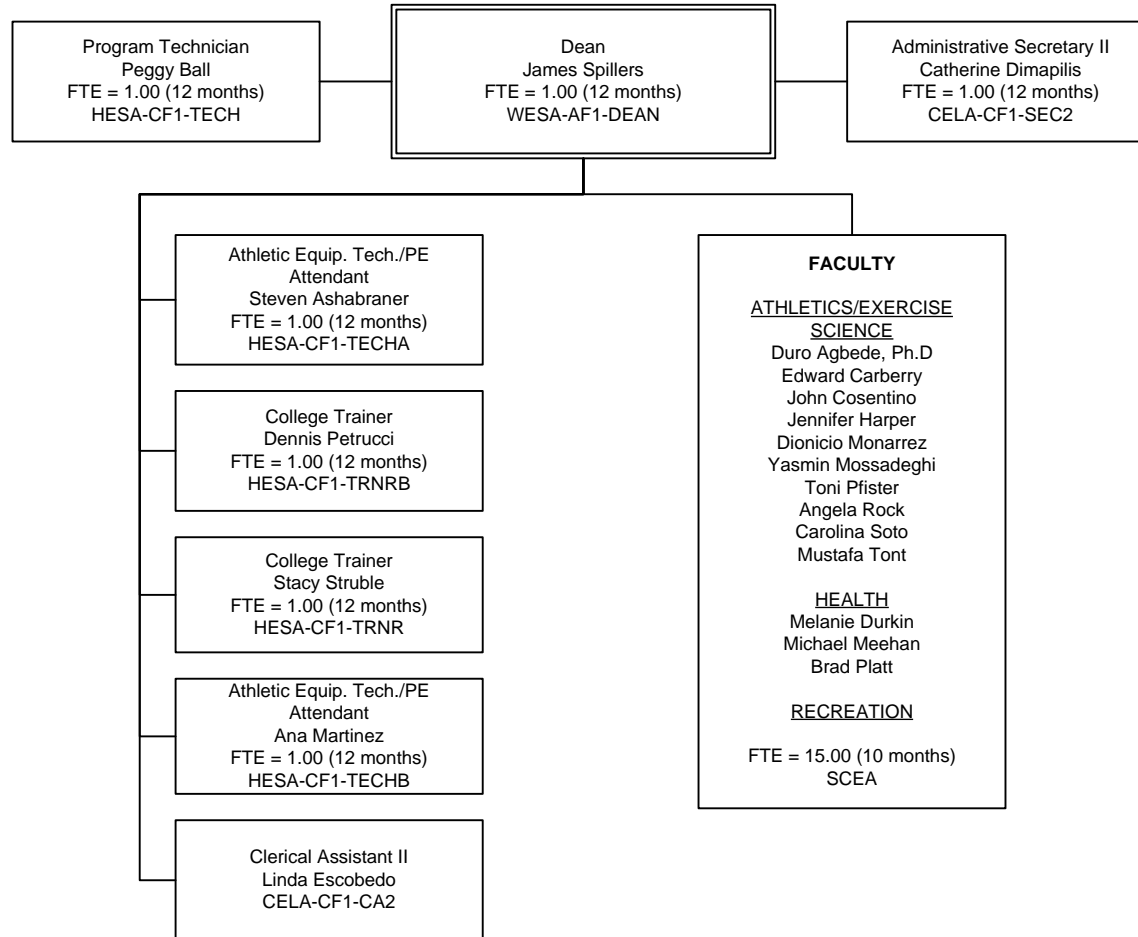 Program Technician
Peggy Ball
FTE = 1.00 (12 months)
HESA-CF1-TECH
Dean
James Spillers
FTE = 1.00 (12 months)
WESA-AF1-DEAN
Administrative Secretary II
Catherine Dimapilis
FTE = 1.00 (12 months)
CELA-CF1-SEC2
Athletic Equip. Tech./PE
Attendant
Steven Ashabraner
FTE = 1.00 (12 months)
HESA-CF1-TECHA
College Trainer
Dennis Petrucci
FTE = 1.00 (12 months)
HESA-CF1-TRNRB
College Trainer
Stacy Struble
FTE = 1.00 (12 months)
HESA-CF1-TRNR
Athletic Equip. Tech./PE
Attendant
Ana Martinez
FTE = 1.00 (12 months)
HESA-CF1-TECHB
Clerical Assistant II
Linda Escobedo
CELA-CF1-CA2
FACULTY
ATHLETICS/EXERCISE
SCIENCE
Duro Agbede, Ph.D
Edward Carberry
John Cosentino
Jennifer Harper
Dionicio Monarrez
Yasmin Mossadeghi
Toni Pfister
Angela Rock
Carolina Soto
Mustafa Tont
HEALTH
Melanie Durkin
Michael Meehan
Brad Platt
RECREATION
FTE = 15.00 (10 months)
SCEA